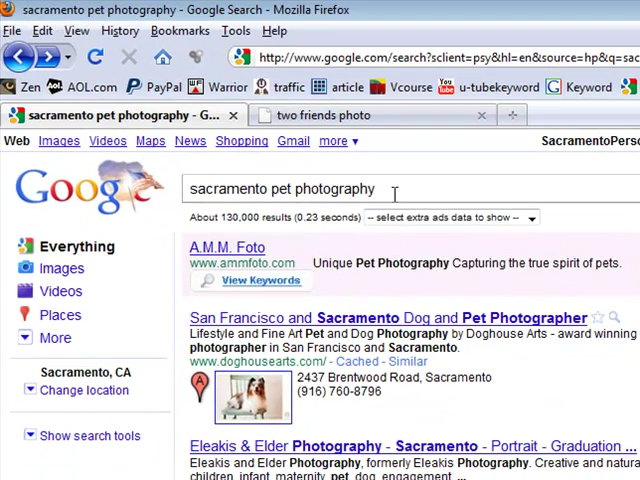 sacramento pet photography - Google Search - Mozilla Firefox
File Edit View History Bookmarks Tools Help
http://www.google.com/search?sclient=psy&hl=en&source=hp&q=sac
Zen AOL.com PayPal Warrior traffic article Vcourse u-tubekeyword Keyword
sacramento pet photography - G... two friends photo
Web Images Videos Maps News Shopping Gmail more SacramentoPerso
Google
sacramento pet photography
About 130,000 results (0.23 seconds) -- select extra ads data to show --
Everything
Images
Videos
Places
More
Sacramento, CA
Change location
Show search tools
A.M.M. Foto
www.ammfoto.com Unique Pet Photography Capturing the true spirit of pets.
View Keywords
San Francisco and Sacramento Dog and Pet Photographer
Lifestyle and Fine Art Pet and Dog Photography by Doghouse Arts - award winning
photographer in San Francisco and Sacramento.
www.doghousearts.com/ - Cached - Similar
A
2437 Brentwood Road, Sacramento
(916) 760-8796
Eleakis & Elder Photography - Sacramento - Portrait - Graduation ...
Eleakis and Elder Photography, formerly Eleakis Photography. Creative and natura
children, infant, maternity, pet, dog, engagement, ...